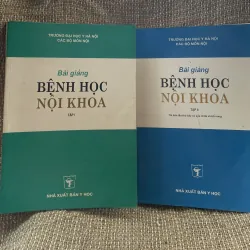 TRƯỜNG ĐẠI HỌC Y HÀ NỘI
CÁC BỘ MÔN NỘI
Bài giảng
BỆNH HỌC
NỘI KHOA
TẬP I
NHÀ XUẤT BẢN Y HỌC
TRƯỜNG ĐẠI HỌC Y HÀ NỘI
CÁC BỘ MÔN NỘI
Bài giảng
BỆNH HỌC
NỘI KHOA
NHÀ XUẤT BẢN Y HỌC